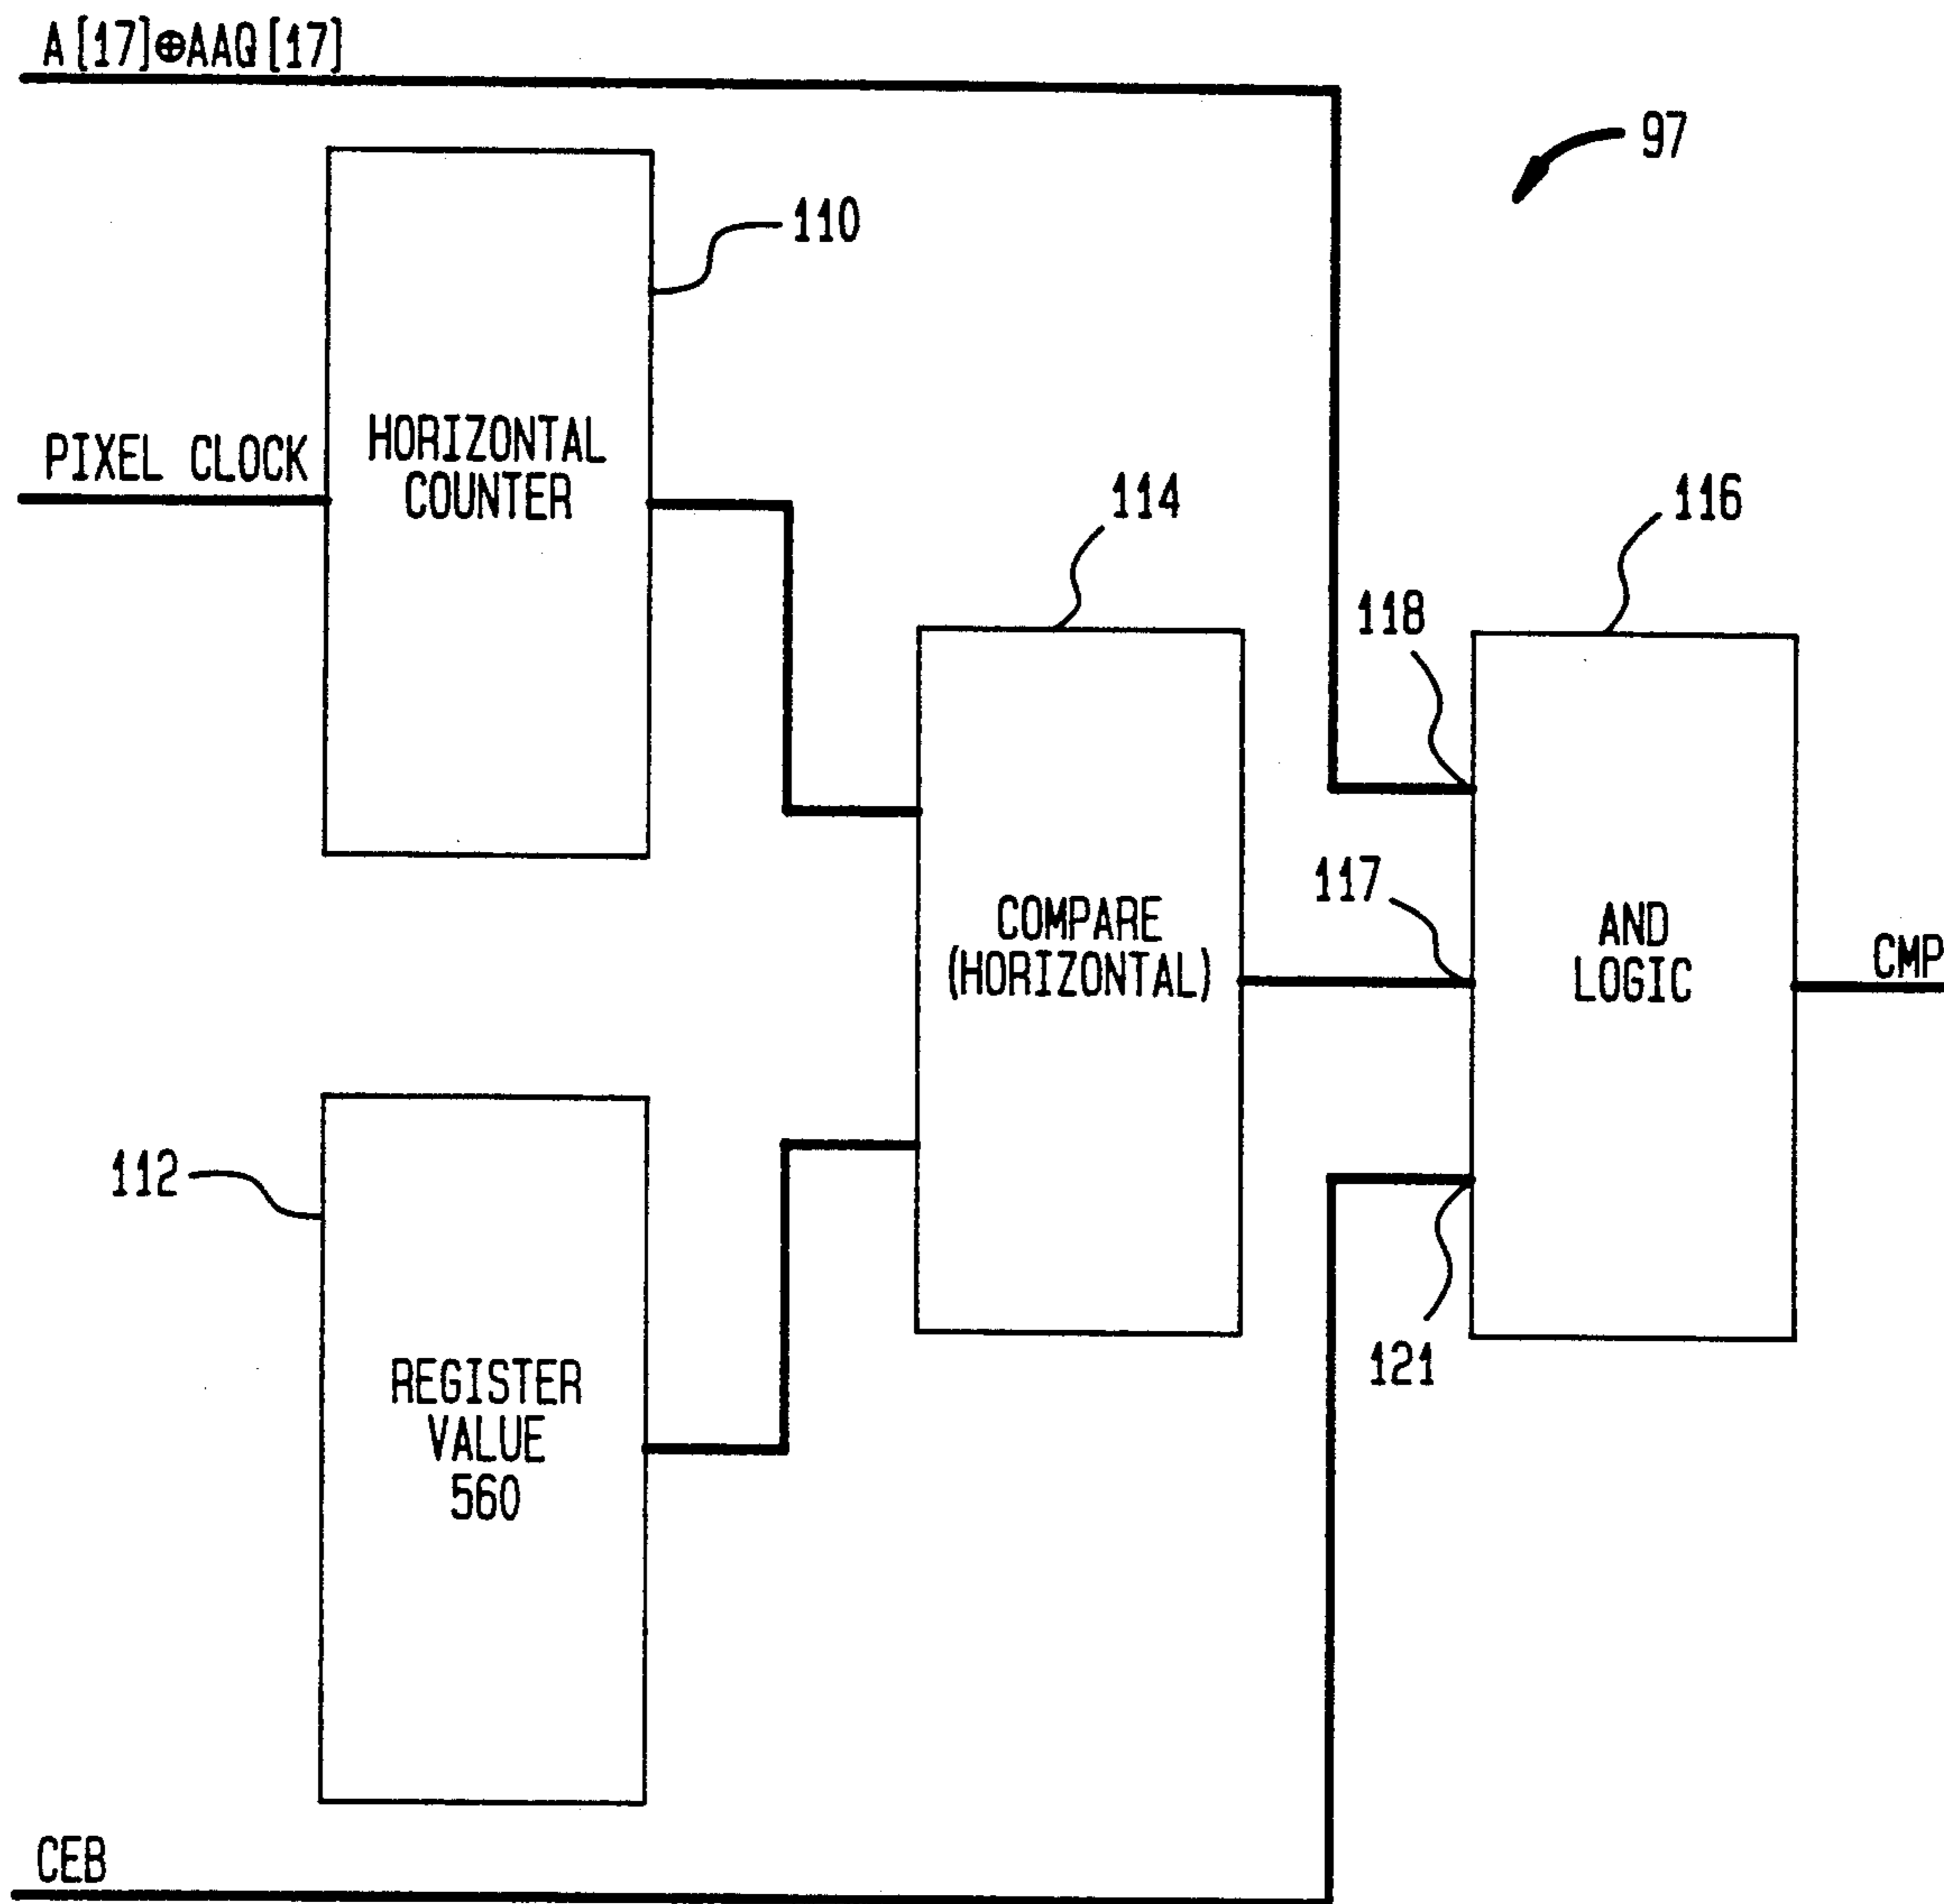 A[17]⊕AAQ[17]
97
110
PIXEL CLOCK
HORIZONTAL
COUNTER
114
116
118
117
COMPARE
(HORIZONTAL)
AND
LOGIC
CMP
112
REGISTER
VALUE
560
121
CEB